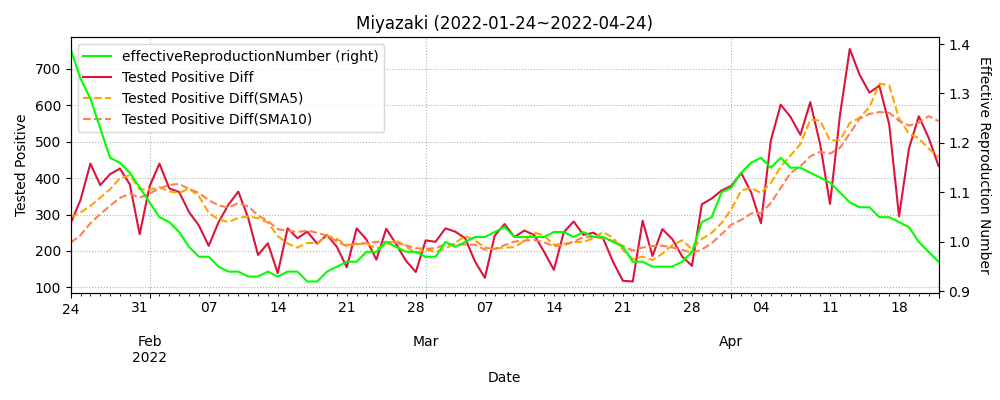 Miyazaki (2022-01-24~2022-04-24)
effectiveReproductionNumber (right)
Tested Positive Diff
Tested Positive Diff(SMA5)
Tested Positive Diff(SMA10)
Tested Positive
700
600
500
400
300
200
100
1.4
1.3
1.2
1.1
1.0
0.9
Effective Reproduction Number
24 31 07 14 21 28 07 14 21 28 04 11 18
Feb Mar Apr
2022
Date